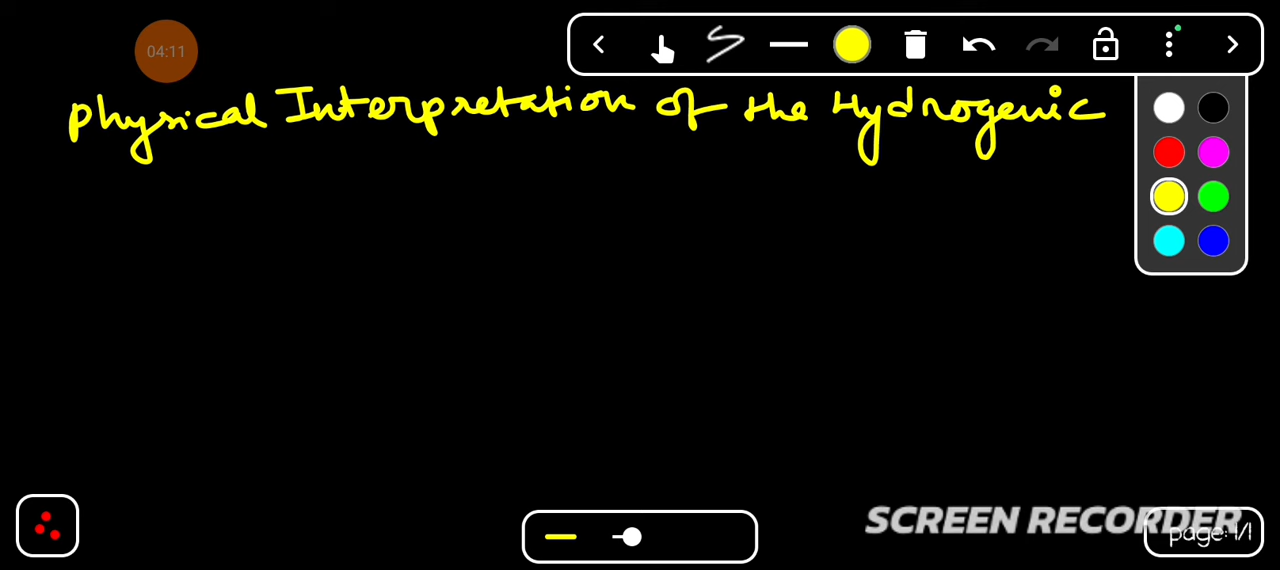 04:11
Physical Interpretation of the Hydrogenic
SCREEN RECORDER
page:1/1